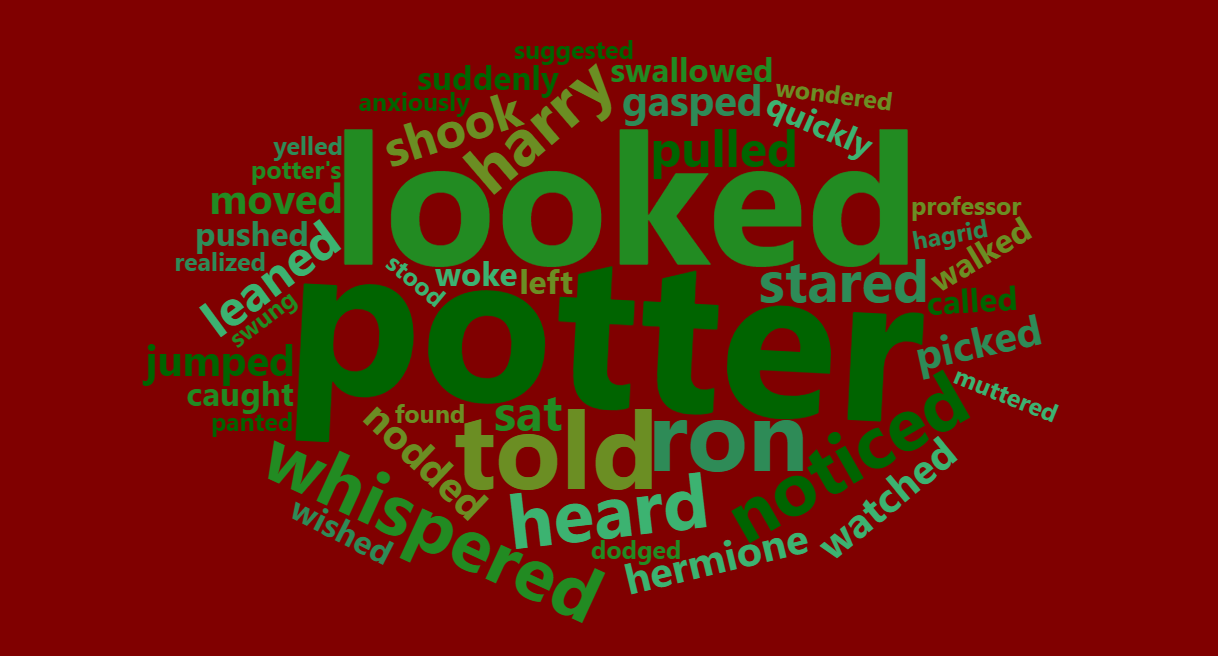 suggested
suddenly
swallowed
anxiously
harry
wondered
shook
gasped
quickly
yelled
looked
pulled
potter's
moved
professor
pushed
hagrid
realized
leaned
walked
stood
woke
left
stared
swung
potter
called
jumped
picked
caught
muttered
panted
found
sat
nodded
told
ron
noticed
whispered
heard
watched
wished
dodged
hermione